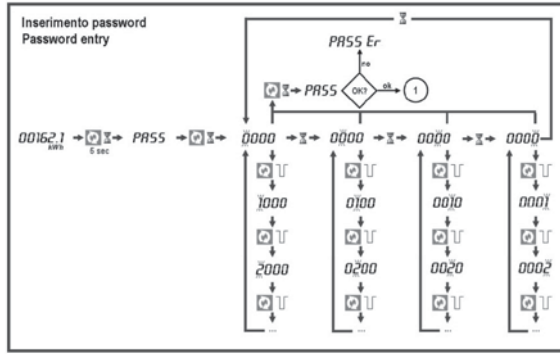 Inserimento password
Password entry
PASS Er
no
PASS
OK?
ok
1
00162.1
kWh
6 sec
PASS
0000
0000
0000
0000
1000
0100
0010
0001
2000
0200
0020
0002
...
...
...
...